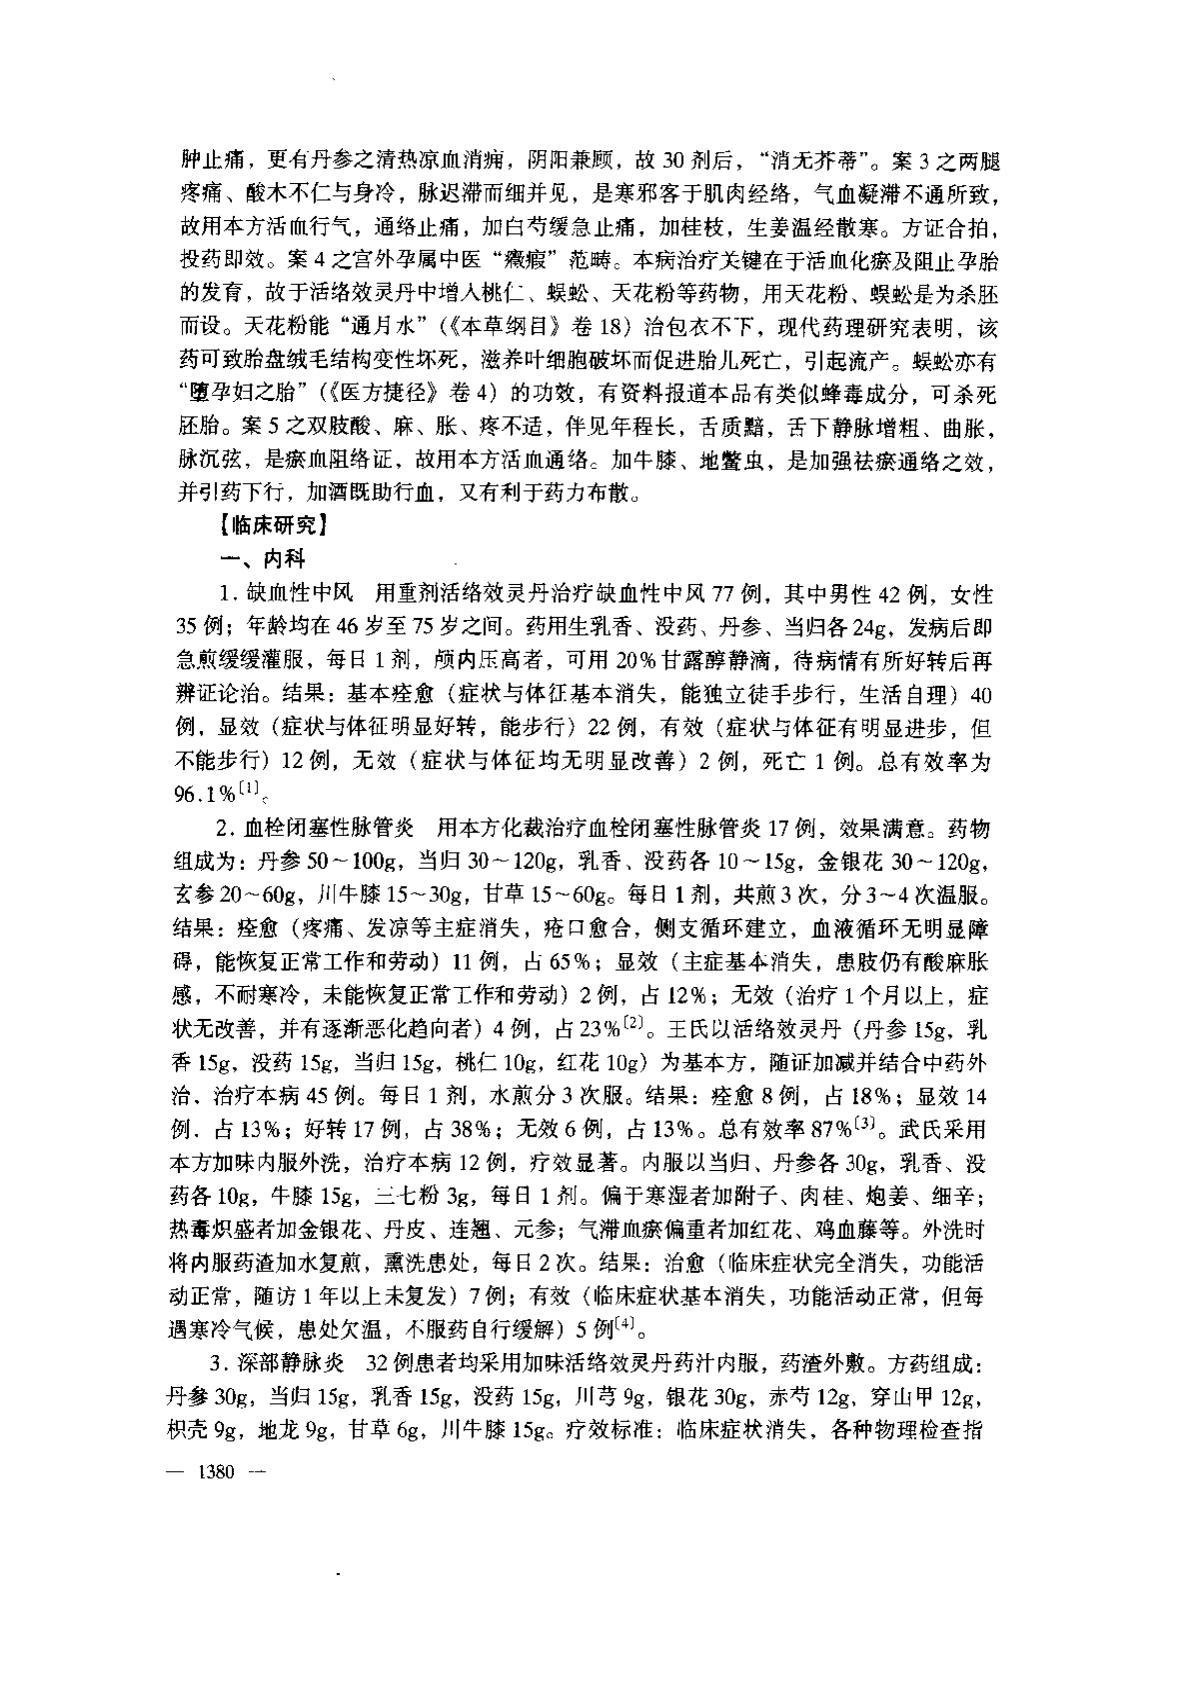 肿止痛，更有丹参之清热凉血消痈，阴阳兼顾，故 30 剂后，“消无芥蒂”。案 3 之两腿
疼痛、酸木不仁与身冷，脉迟滞而细并见，是寒邪客于肌肉经络，气血凝滞不通所致，
故用本方活血行气，通络止痛，加白芍缓急止痛，加桂枝，生姜温经散寒。方证合拍，
投药即效。案 4 之宫外孕属中医“癥瘕”范畴。本病治疗关键在于活血化瘀及阻止孕胎
的发育，故于活络效灵丹中增入桃仁、蜈蚣、天花粉等药物，用天花粉、蜈蚣是为杀胚
而设。天花粉能“通月水”（《本草纲目》卷 18）治包衣不下，现代药理研究表明，该
药可致胎盘绒毛结构变性坏死，滋养叶细胞破坏而促进胎儿死亡，引起流产。蜈蚣亦有
“堕孕妇之胎”（《医方捷径》卷 4）的功效，有资料报道本品有类似蜂毒成分，可杀死
胚胎。案 5 之双肢酸、麻、胀、疼不适，伴见年程长，舌质黯，舌下静脉增粗、曲胀，
脉沉弦，是瘀血阻络证，故用本方活血通络。加牛膝、地鳖虫，是加强祛瘀通络之效，
并引药下行，加酒既助行血，又有利于药力布散。
【临床研究】
一、内科
1. 缺血性中风　用重剂活络效灵丹治疗缺血性中风 77 例，其中男性 42 例，女性
35 例；年龄均在 46 岁至 75 岁之间。药用生乳香、没药、丹参、当归各 24g，发病后即
急煎缓缓灌服，每日 1 剂，颅内压高者，可用 20%甘露醇静滴，待病情有所好转后再
辨证论治。结果：基本痊愈（症状与体征基本消失，能独立徒手步行，生活自理）40
例，显效（症状与体征明显好转，能步行）22 例，有效（症状与体征有明显进步，但
不能步行）12 例，无效（症状与体征均无明显改善）2 例，死亡 1 例。总有效率为
96.1%〔1〕。
2. 血栓闭塞性脉管炎　用本方化裁治疗血栓闭塞性脉管炎 17 例，效果满意。药物
组成为：丹参 50～100g，当归 30～120g，乳香、没药各 10～15g，金银花 30～120g，
玄参 20～60g，川牛膝 15～30g，甘草 15～60g。每日 1 剂，共煎 3 次，分 3～4 次温服。
结果：痊愈（疼痛、发凉等主症消失，疮口愈合，侧支循环建立，血液循环无明显障
碍，能恢复正常工作和劳动）11 例，占 65%；显效（主症基本消失，患肢仍有酸麻胀
感，不耐寒冷，未能恢复正常工作和劳动）2 例，占 12%；无效（治疗 1 个月以上，症
状无改善，并有逐渐恶化趋向者）4 例，占 23%〔2〕。王氏以活络效灵丹（丹参 15g，乳
香 15g，没药 15g，当归 15g，桃仁 10g，红花 10g）为基本方，随证加减并结合中药外
治，治疗本病 45 例。每日 1 剂，水煎分 3 次服。结果：痊愈 8 例，占 18%；显效 14
例，占 13%；好转 17 例，占 38%；无效 6 例，占 13%。总有效率 87%〔3〕。武氏采用
本方加味内服外洗，治疗本病 12 例，疗效显著。内服以当归、丹参各 30g，乳香、没
药各 10g，牛膝 15g，三七粉 3g，每日 1 剂。偏于寒湿者加附子、肉桂、炮姜、细辛；
热毒炽盛者加金银花、丹皮、连翘、元参；气滞血瘀偏重者加红花、鸡血藤等。外洗时
将内服药渣加水复煎，熏洗患处，每日 2 次。结果：治愈（临床症状完全消失，功能活
动正常，随访 1 年以上未复发）7 例；有效（临床症状基本消失，功能活动正常，但每
遇寒冷气候，患处欠温，不服药自行缓解）5 例〔4〕。
3. 深部静脉炎　32 例患者均采用加味活络效灵丹药汁内服，药渣外敷。方药组成：
丹参 30g，当归 15g，乳香 15g，没药 15g，川芎 9g，银花 30g，赤芍 12g，穿山甲 12g，
枳壳 9g，地龙 9g，甘草 6g，川牛膝 15g。疗效标准：临床症状消失，各种物理检查指
— 1380 —